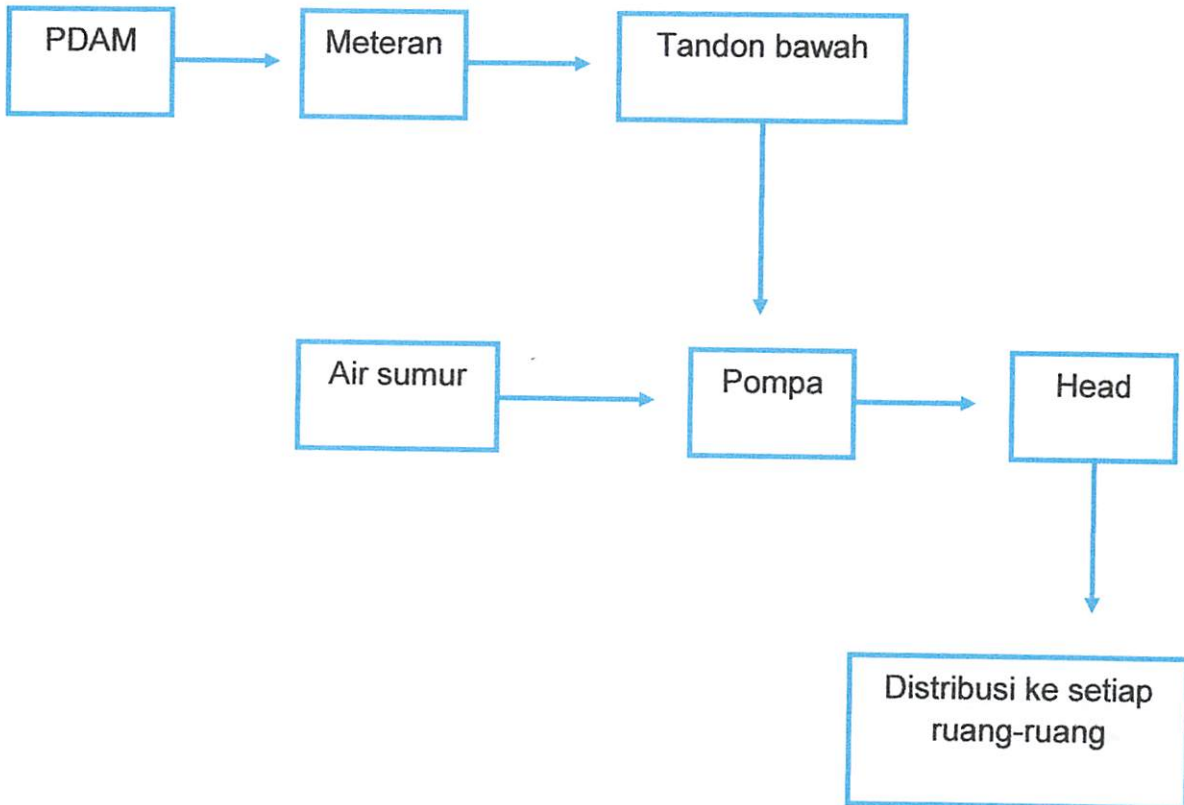 PDAM
Meteran
Tandon bawah
Air sumur
Pompa
Head
Distribusi ke setiap
ruang-ruang